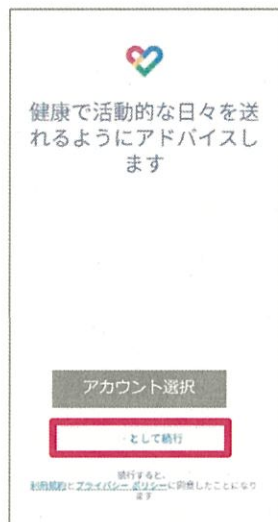 健康で活動的な日々を送
れるようにアドバイスし
ます
アカウント選択
として続行
続行すると、
利用規約とプライバシー ポリシーに同意したことになり
ます